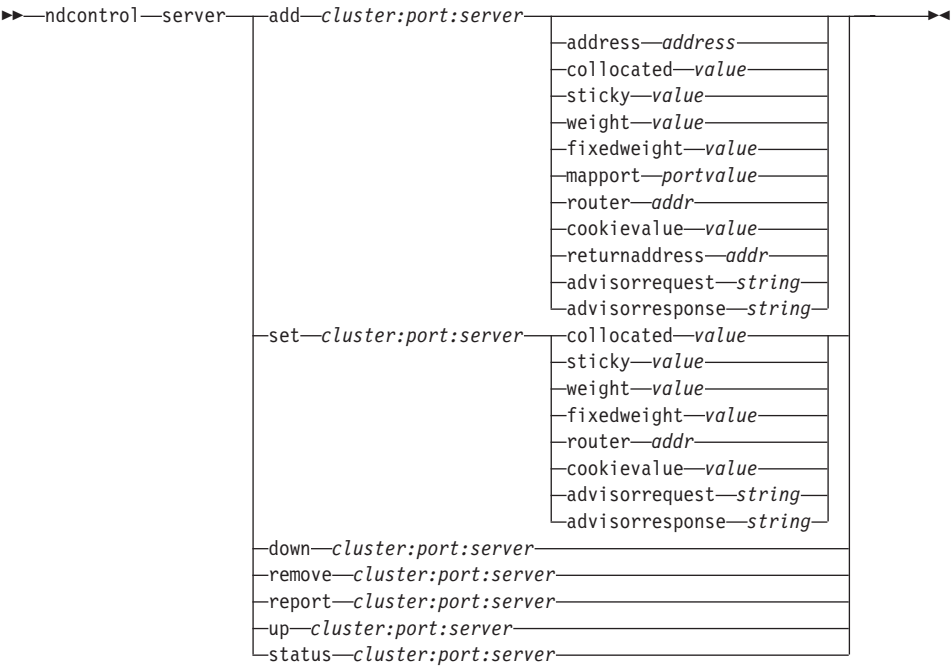 ndcontrol server add cluster:port:server
address address
collocated value
sticky value
weight value
fixedweight value
mapport portvalue
router addr
cookievalue value
returnaddress addr
advisorrequest string
advisorresponse string
set cluster:port:server collocated value
sticky value
weight value
fixedweight value
router addr
cookievalue value
advisorrequest string
advisorresponse string
down cluster:port:server
remove cluster:port:server
report cluster:port:server
up cluster:port:server
status cluster:port:server